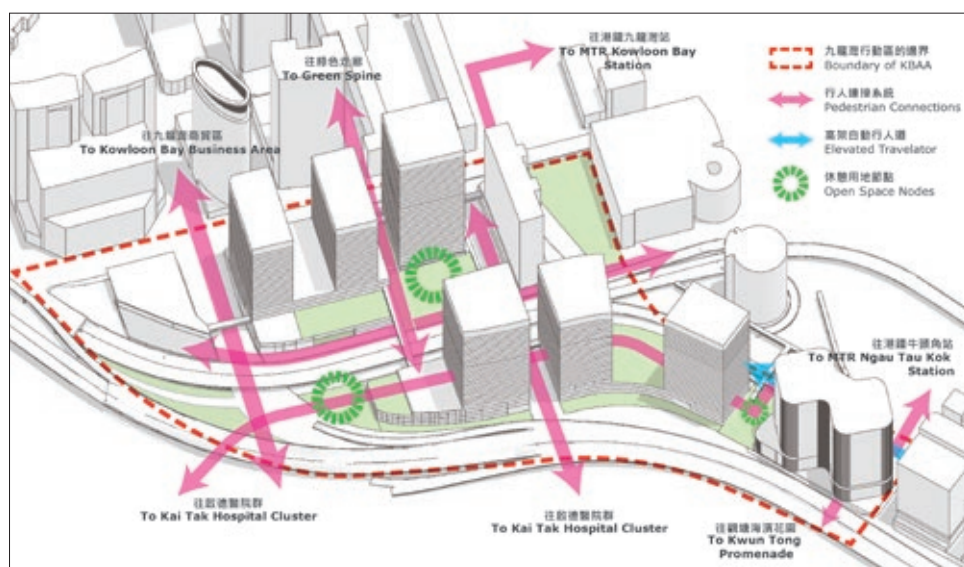 往綠色走廊
To Green Spine
往港鐵九龍灣站
To MTR Kowloon Bay
Station
往九龍灣商貿區
To Kowloon Bay Business Area
九龍灣行動區的邊界
Boundary of KBAA
行人連接系統
Pedestrian Connections
高架自動行人道
Elevated Travelator
休憩用地節點
Open Space Nodes
往港鐵牛頭角站
To MTR Ngau Tau Kok
Station
往啟德醫院群
To Kai Tak Hospital Cluster
往啟德醫院群
To Kai Tak Hospital Cluster
往觀塘海濱花園
To Kwun Tong
Promenade